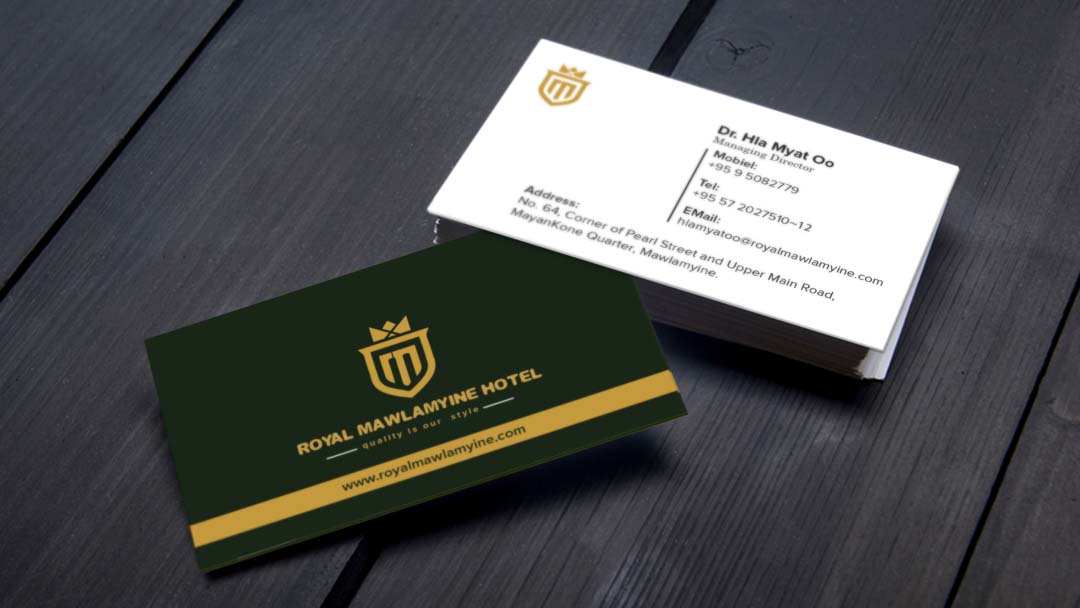 Dr. Hla Myat Oo
Managing Director
Mobiel:
+95 9 5082779
Tel:
+95 57 2027510~12
EMail:
hlamyatoo@royalmawlamyine.com
Address:
No. 64, Corner of Pearl Street and Upper Main Road,
MayanKone Quarter, Mawlamyine.
ROYAL MAWLAMYINE HOTEL
quality is our style
www.royalmawlamyine.com